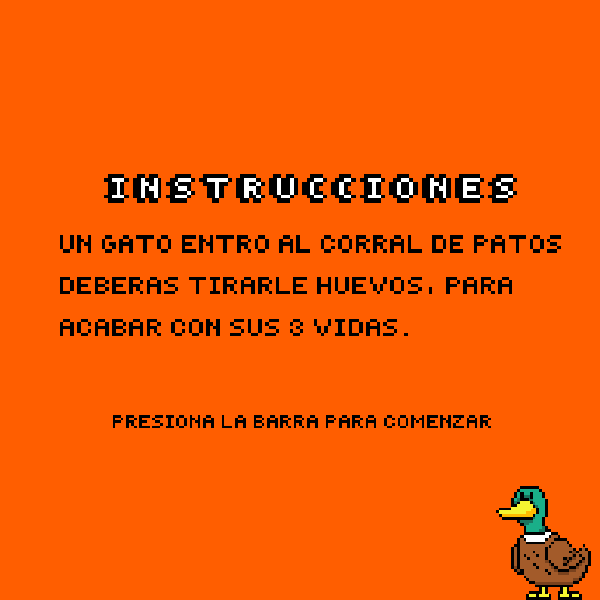 INSTRUCCIONES
UN GATO ENTRO AL CORRAL DE PATOS
DEBERAS TIRARLE HUEVOS, PARA
ACABAR CON SUS 3 VIDAS.
PRESIONA LA BARRA PARA COMENZAR